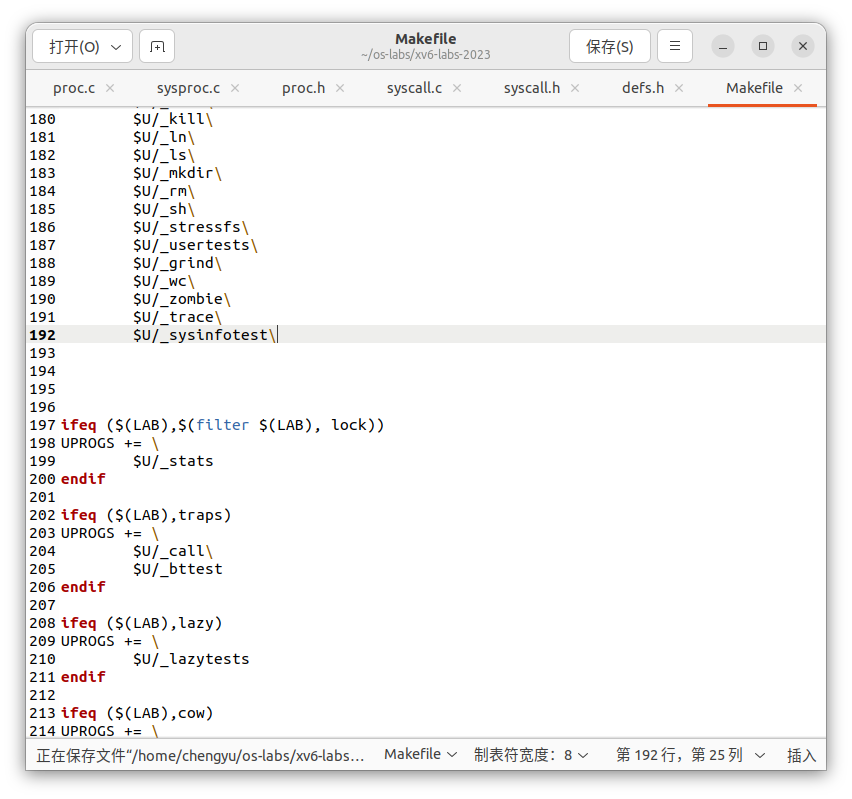 打开(O)
Makefile
~/os-labs/xv6-labs-2023
保存(S)
proc.c
sysproc.c
proc.h
syscall.c
syscall.h
defs.h
Makefile
180 $U/_kill\
181 $U/_ln\
182 $U/_ls\
183 $U/_mkdir\
184 $U/_rm\
185 $U/_sh\
186 $U/_stressfs\
187 $U/_usertests\
188 $U/_grind\
189 $U/_wc\
190 $U/_zombie\
191 $U/_trace\
192 $U/_sysinfotest\
193
194
195
196
197 ifeq ($(LAB),$(filter $(LAB), lock))
198 UPROGS += \
199 $U/_stats
200 endif
201
202 ifeq ($(LAB),traps)
203 UPROGS += \
204 $U/_call\
205 $U/_bttest
206 endif
207
208 ifeq ($(LAB),lazy)
209 UPROGS += \
210 $U/_lazytests
211 endif
212
213 ifeq ($(LAB),cow)
214 UPROGS += \
正在保存文件“/home/chengyu/os-labs/xv6-labs… Makefile 制表符宽度：8 第 192 行，第 25 列 插入